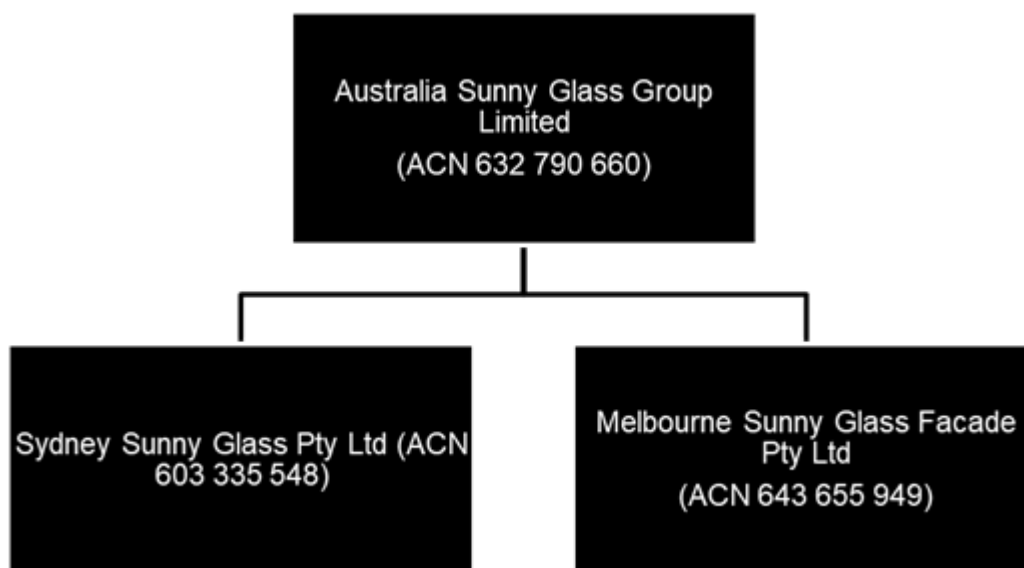 Australia Sunny Glass Group
Limited
(ACN 632 790 660)
Sydney Sunny Glass Pty Ltd (ACN
603 335 548)
Melbourne Sunny Glass Facade
Pty Ltd
(ACN 643 655 949)